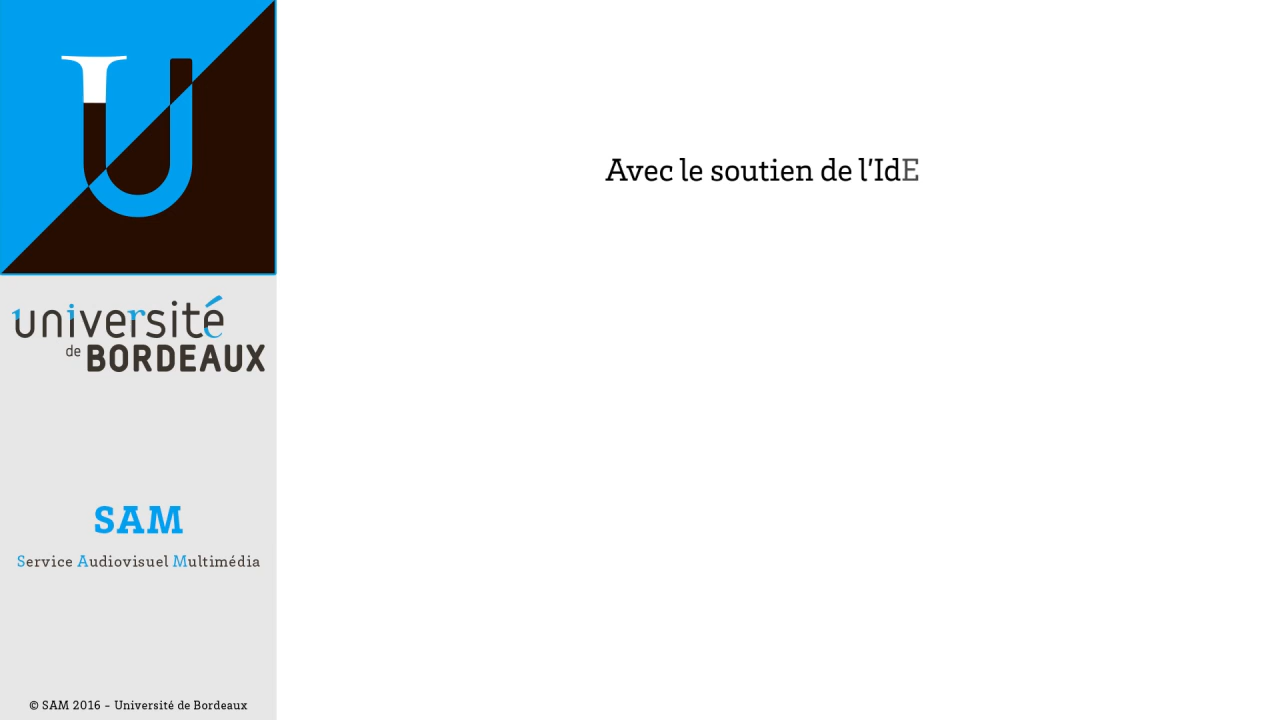 Avec le soutien de l'IdE
université
de BORDEAUX
SAM
Service Audiovisuel Multimédia
© SAM 2016 - Université de Bordeaux